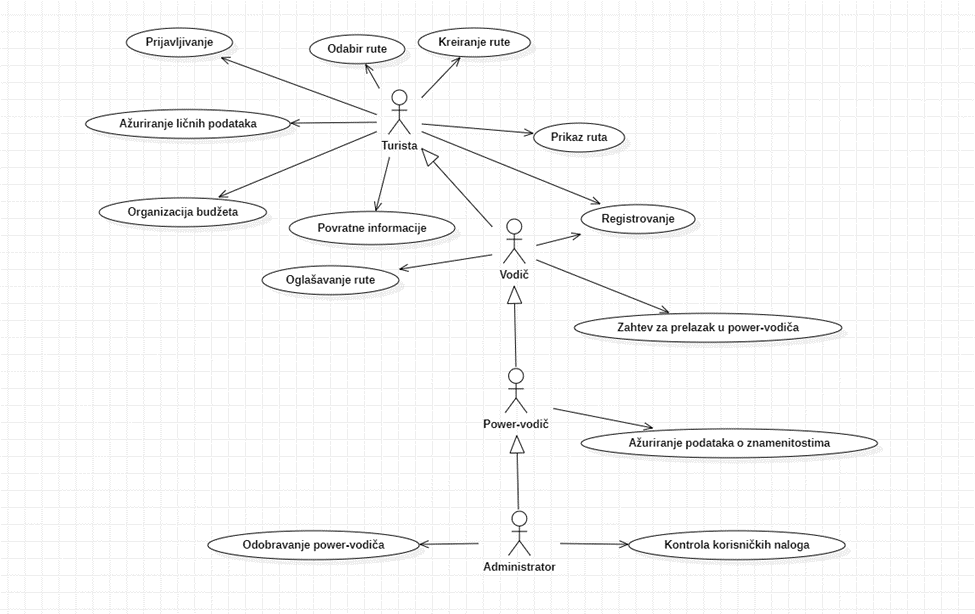 Prijavljivanje
Odabir rute
Kreiranje rute
Ažuriranje ličnih podataka
Turista
Prikaz ruta
Organizacija budžeta
Povratne informacije
Registrovanje
Vodič
Oglašavanje rute
Zahtev za prelazak u power-vodiča
Power-vodič
Ažuriranje podataka o znamenitostima
Odobravanje power-vodiča
Kontrola korisničkih naloga
Administrator